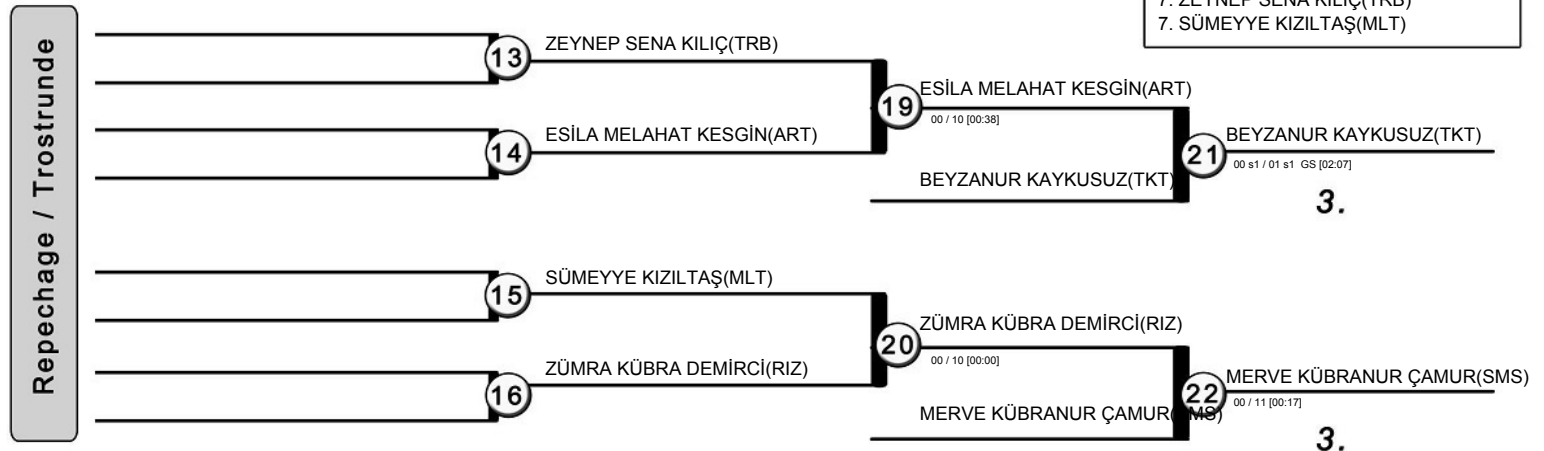 7. ZEYNEP SENA KILIÇ(TRB)
7. SÜMEYYE KIZILTAŞ(MLT)
Repechage / Trostrunde
13
ZEYNEP SENA KILIÇ(TRB)
14
ESİLA MELAHAT KESGİN(ART)
19
ESİLA MELAHAT KESGİN(ART)
00 / 10 [00:38]
BEYZANUR KAYKUSUZ(TKT)
21
BEYZANUR KAYKUSUZ(TKT)
00 s1 / 01 s1 GS [02:07]
3.
15
SÜMEYYE KIZILTAŞ(MLT)
16
ZÜMRA KÜBRA DEMİRCİ(RIZ)
20
ZÜMRA KÜBRA DEMİRCİ(RIZ)
00 / 10 [00:00]
MERVE KÜBRANUR ÇAMUR(SMS)
22
MERVE KÜBRANUR ÇAMUR(SMS)
00 / 11 [00:17]
3.